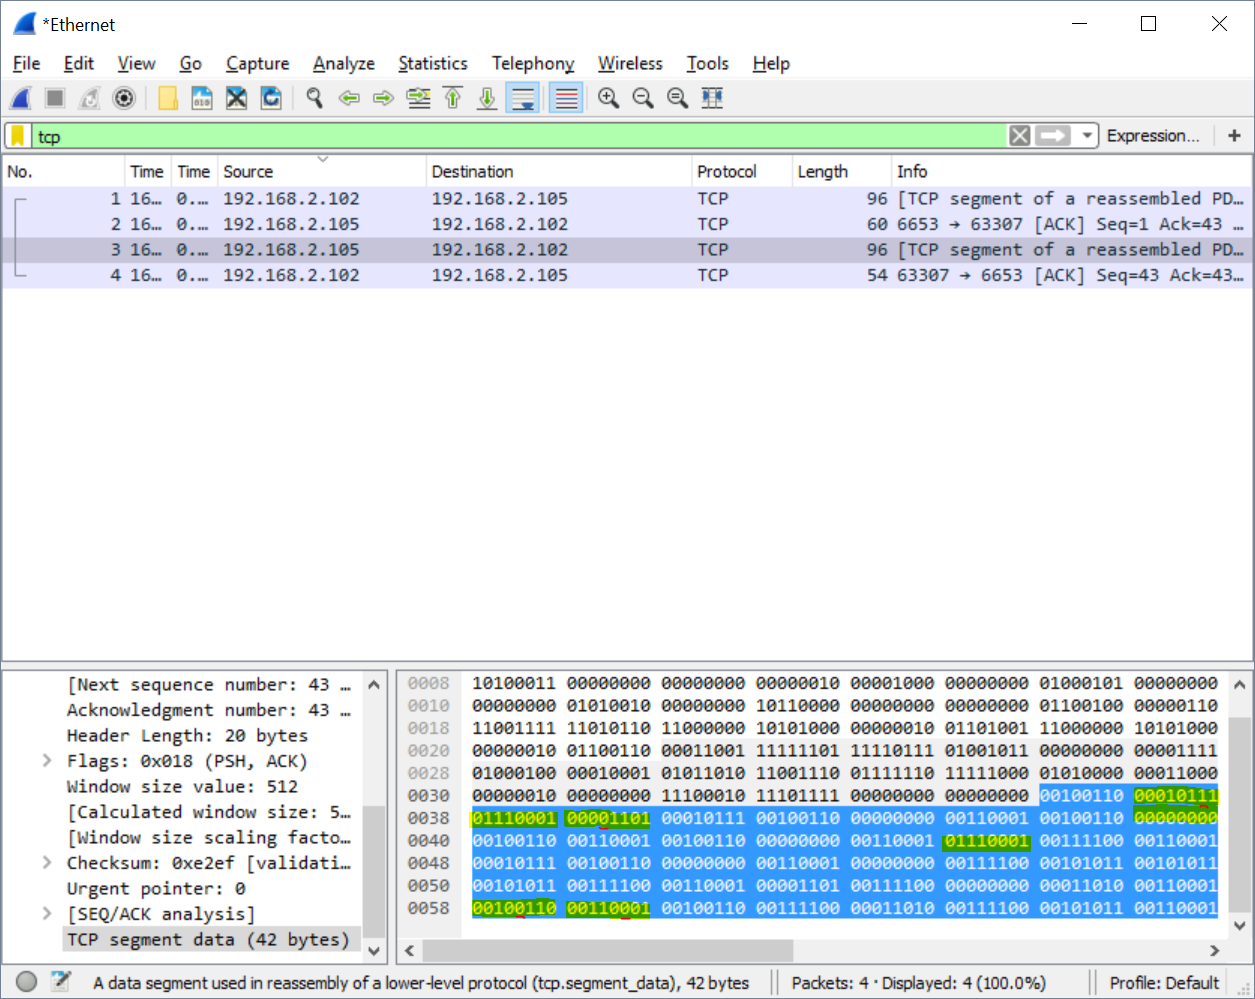 *Ethernet
File Edit View Go Capture Analyze Statistics Telephony Wireless Tools Help
tcp Expression... +
No. Time Time Source Destination Protocol Length Info
1 16... 0.... 192.168.2.102 192.168.2.105 TCP 96 [TCP segment of a reassembled PD...
2 16... 0.... 192.168.2.105 192.168.2.102 TCP 60 6653 → 63307 [ACK] Seq=1 Ack=43 ...
3 16... 0.... 192.168.2.105 192.168.2.102 TCP 96 [TCP segment of a reassembled PD...
4 16... 0.... 192.168.2.102 192.168.2.105 TCP 54 63307 → 6653 [ACK] Seq=43 Ack=43...
[Next sequence number: 43 ...
Acknowledgment number: 43 ...
Header Length: 20 bytes
Flags: 0x018 (PSH, ACK)
Window size value: 512
[Calculated window size: 5...
[Window size scaling facto...
Checksum: 0xe2ef [validati...
Urgent pointer: 0
[SEQ/ACK analysis]
TCP segment data (42 bytes)
0008 10100011 00000000 00000000 00000010 00001000 00000000 01000101 00000000
0010 00000000 01010010 00000000 10110000 00000000 00000000 01100100 00000110
0018 11001111 11010110 11000000 10101000 00000010 01101001 11000000 10101000
0020 00000010 01100110 00011001 11111101 11110111 01001011 00000000 00001111
0028 01000100 00010001 01011010 11001110 01111110 11111000 01010000 00011000
0030 00000010 00000000 11100010 11101111 00000000 00000000 00100110 00010111
0038 01110001 00001101 00010111 00100110 00000000 00110001 00100110 00000000
0040 00100110 00110001 00100110 00000000 00110001 01110001 00111100 00110001
0048 00010111 00100110 00000000 00110001 00000000 00111100 00101011 00101011
0050 00101011 00111100 00110001 00001101 00111100 00000000 00011010 00110001
0058 00100110 00110001 00100110 00111100 00011010 00111100 00101011 00110001
A data segment used in reassembly of a lower-level protocol (tcp.segment_data), 42 bytes Packets: 4 · Displayed: 4 (100.0%) Profile: Default